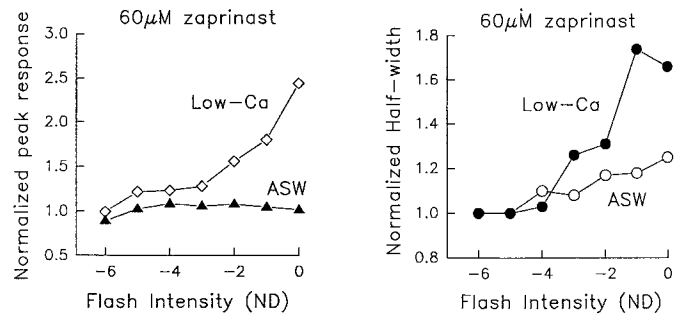 60μM zaprinast
Normalized peak response
3.0
2.5
2.0
1.5
1.0
0.5
Low-Ca
ASW
-6
-4
-2
0
Flash Intensity (ND)
60μM zaprinast
Normalized Half-width
1.8
1.6
1.4
1.2
1.0
0.8
Low-Ca
ASW
-6
-4
-2
0
Flash Intensity (ND)